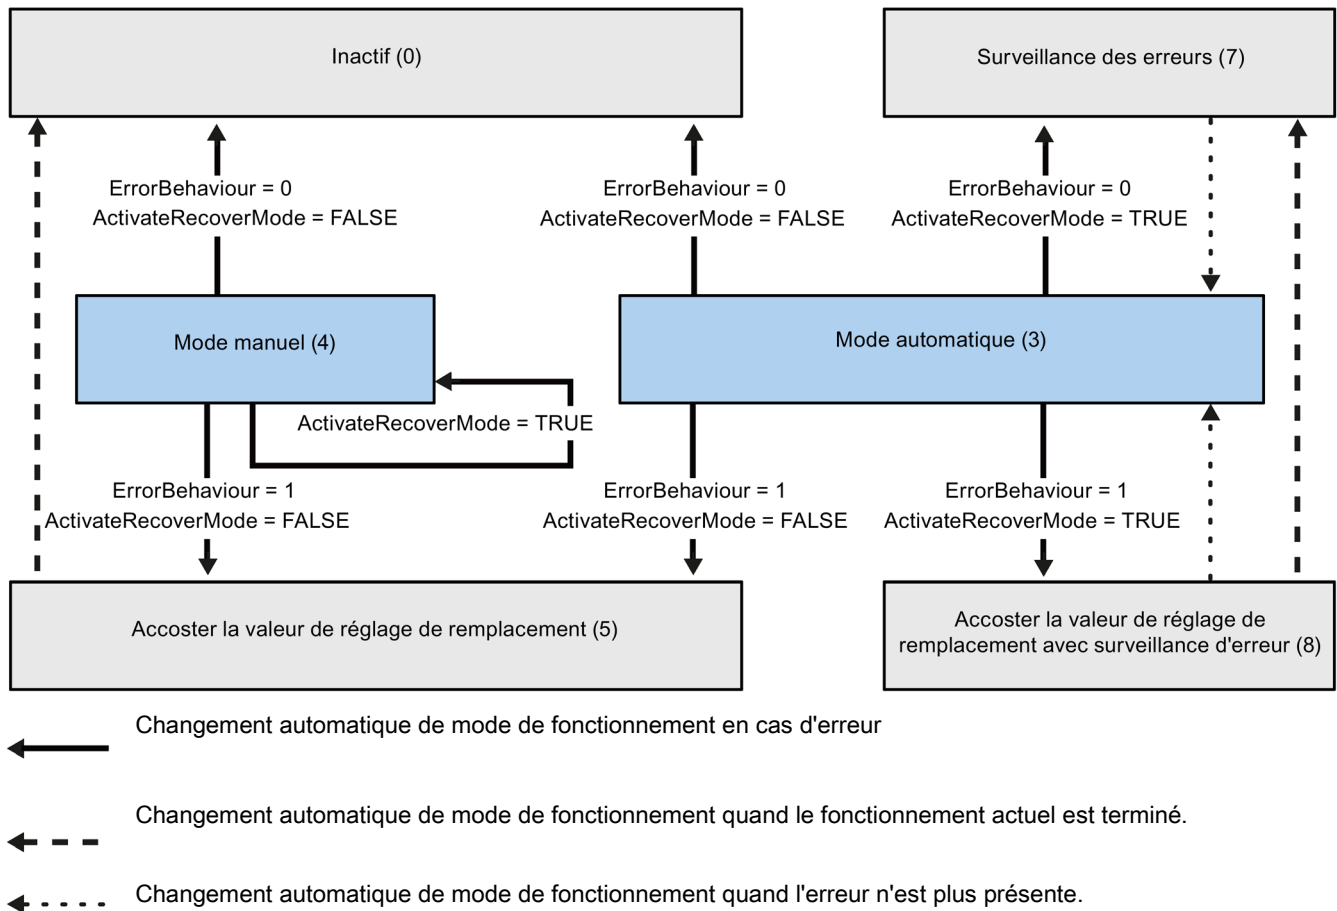 Inactif (0)
Surveillance des erreurs (7)
ErrorBehaviour = 0
ActivateRecoverMode = FALSE
ErrorBehaviour = 0
ActivateRecoverMode = FALSE
ErrorBehaviour = 0
ActivateRecoverMode = TRUE
Mode manuel (4)
Mode automatique (3)
ActivateRecoverMode = TRUE
ErrorBehaviour = 1
ActivateRecoverMode = FALSE
ErrorBehaviour = 1
ActivateRecoverMode = FALSE
ErrorBehaviour = 1
ActivateRecoverMode = TRUE
Accoster la valeur de réglage de remplacement (5)
Accoster la valeur de réglage de
remplacement avec surveillance d'erreur (8)
Changement automatique de mode de fonctionnement en cas d'erreur
Changement automatique de mode de fonctionnement quand le fonctionnement actuel est terminé.
Changement automatique de mode de fonctionnement quand l'erreur n'est plus présente.